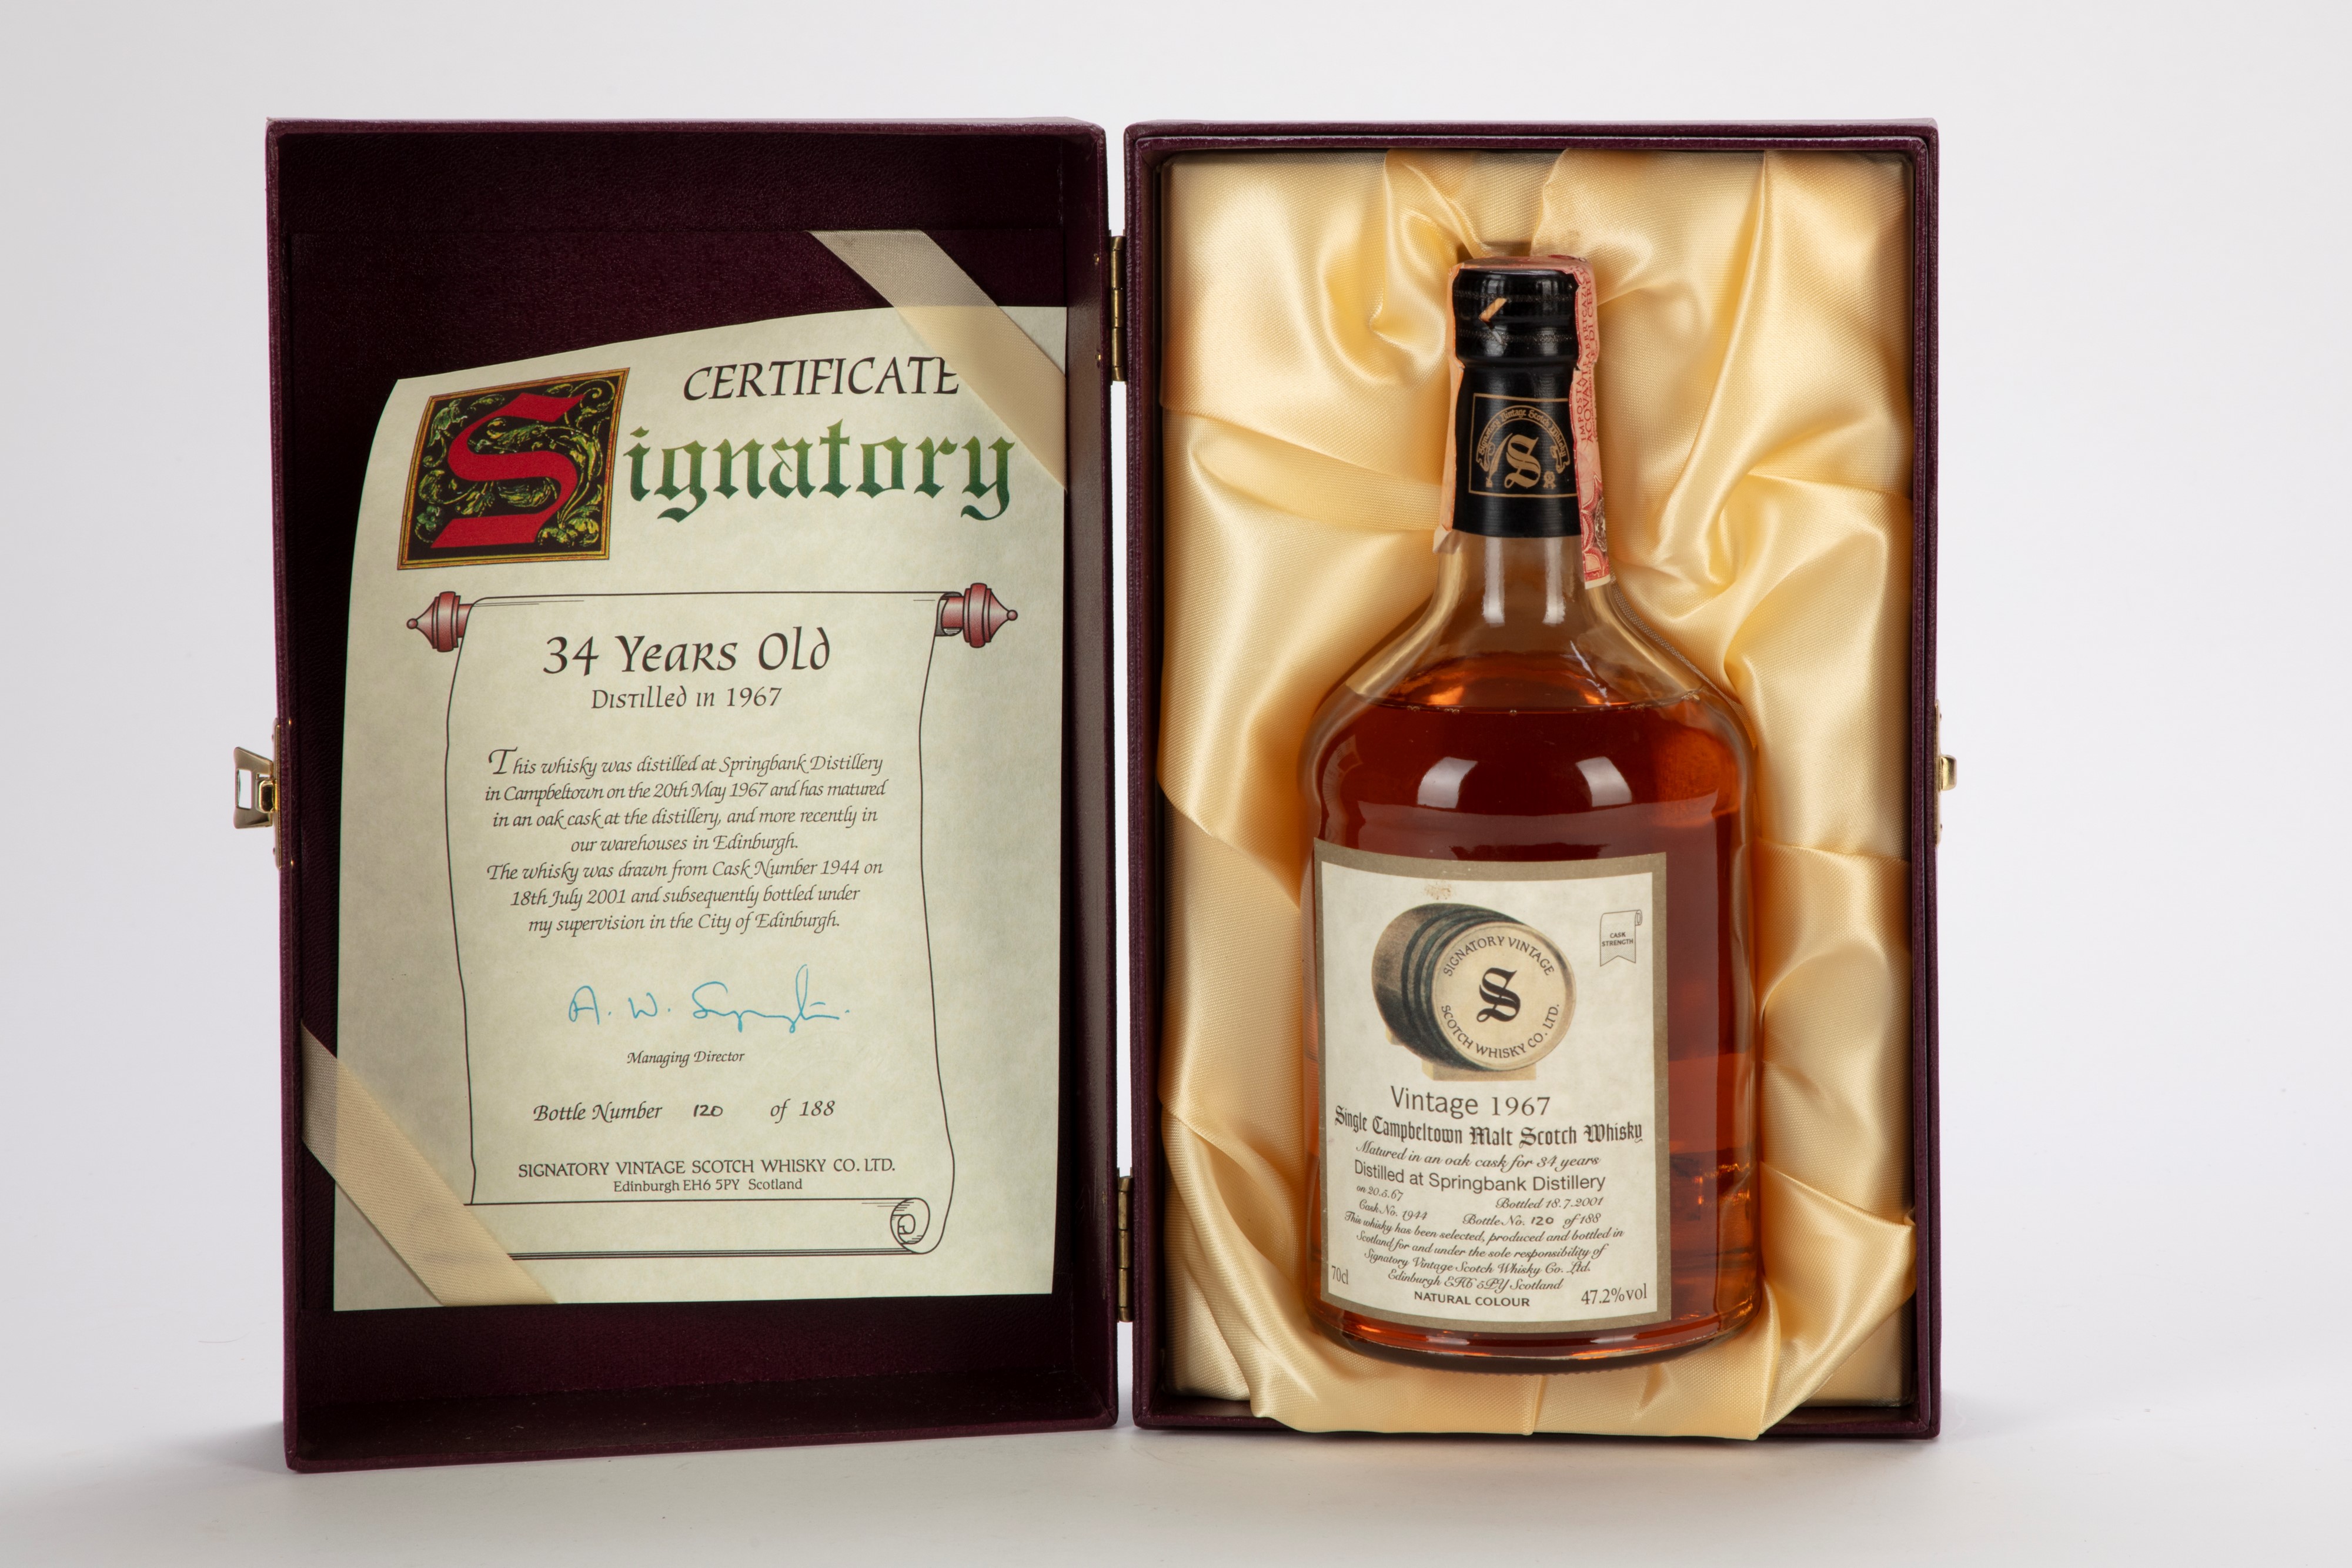 CERTIFICATE
Signatory
34 Years Old
Distilled in 1967
This whisky was distilled at Springbank Distillery
in Campbeltown on the 20th May 1967 and has matured
in an oak cask at the distillery, and more recently in
our warehouses in Edinburgh.
The whisky was drawn from Cask Number 1944 on
18th July 2001 and subsequently bottled under
my supervision in the City of Edinburgh.
A. W. Symington.
Managing Director
Bottle Number 120 of 188
SIGNATORY VINTAGE SCOTCH WHISKY CO. LTD.
Edinburgh EH6 5PY Scotland
S
SIGNATORY VINTAGE
S
SCOTCH WHISKY CO. LTD.
CASK
STRENGTH
Vintage 1967
Single Campbeltown Malt Scotch Whisky
Matured in an oak cask for 34 years
Distilled at Springbank Distillery
on 20.5.67 Bottled 18.7.2001
Cask No. 1944 Bottle No. 120 of 188
This whisky has been selected, produced and bottled in
Scotland for and under the sole responsibility of
Signatory Vintage Scotch Whisky Co. Ltd.
Edinburgh EH6 5PY Scotland
70cl NATURAL COLOUR 47.2%vol